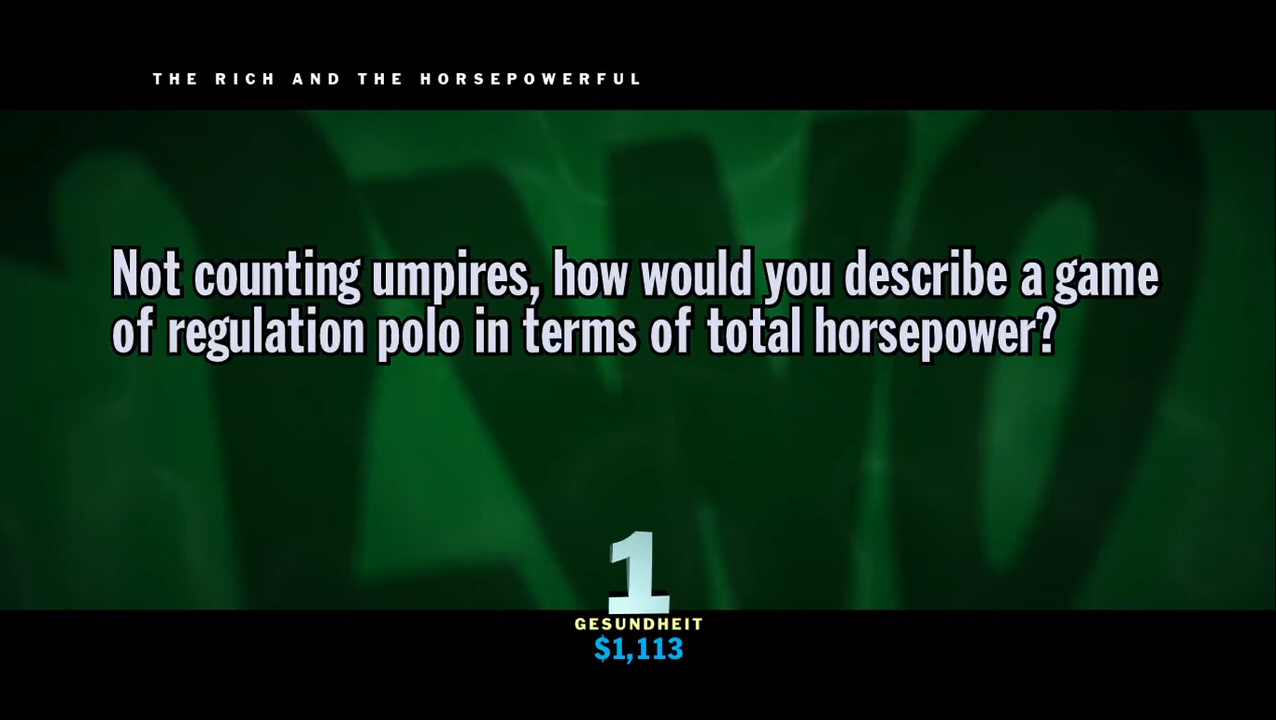 THE RICH AND THE HORSEPOWERFUL
Not counting umpires, how would you describe a game
of regulation polo in terms of total horsepower?
1
GESUNDHEIT
$1,113